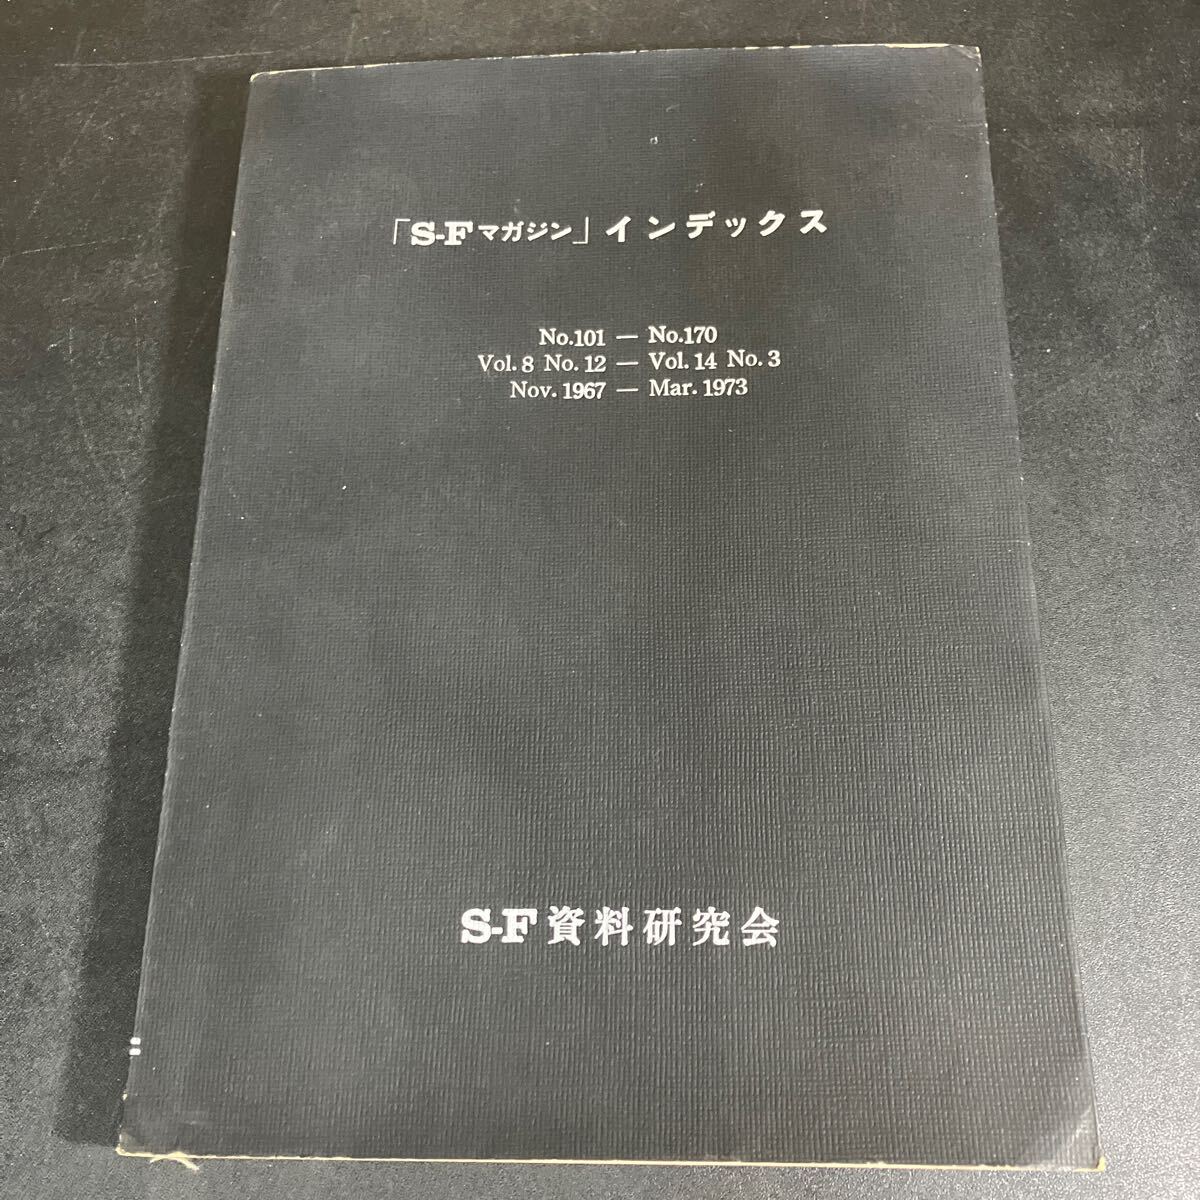 「S-Fマガジン」インデックス
No.101 — No.170
Vol. 8 No. 12 — Vol. 14 No. 3
Nov. 1967 — Mar. 1973
S-F資料研究会